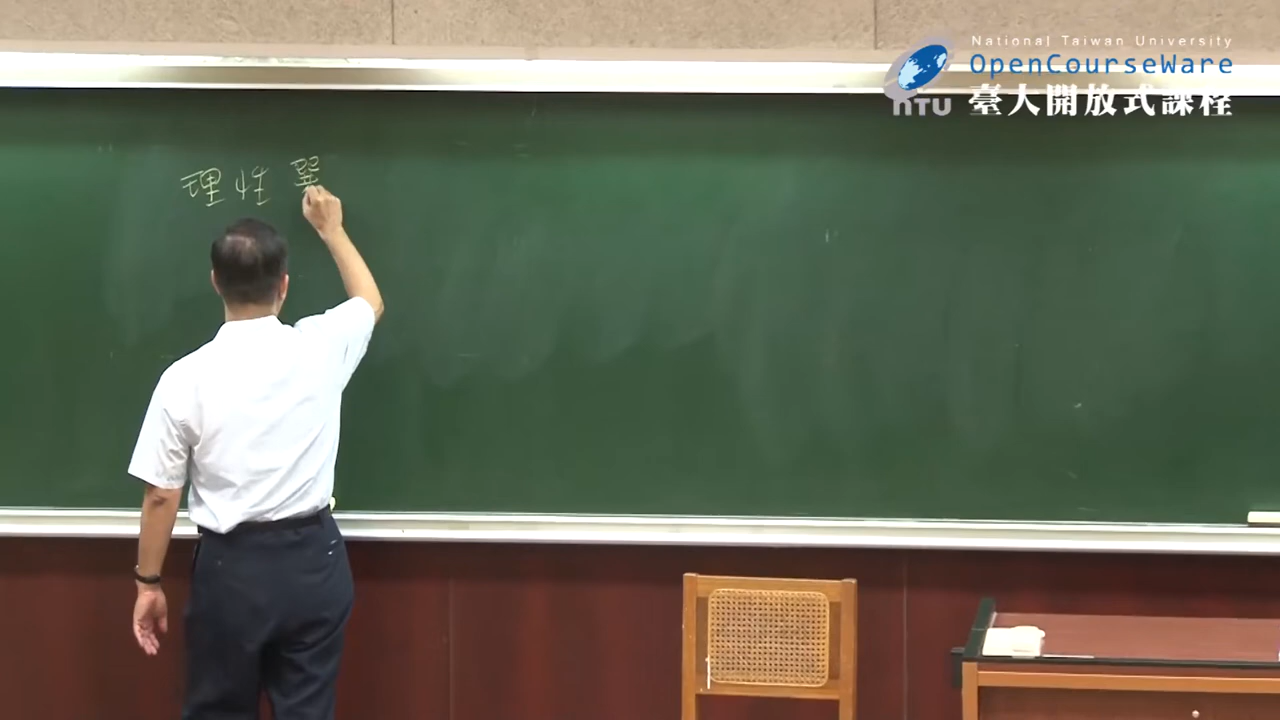 National Taiwan University
OpenCourseWare
NTU
臺大開放式課程
理性